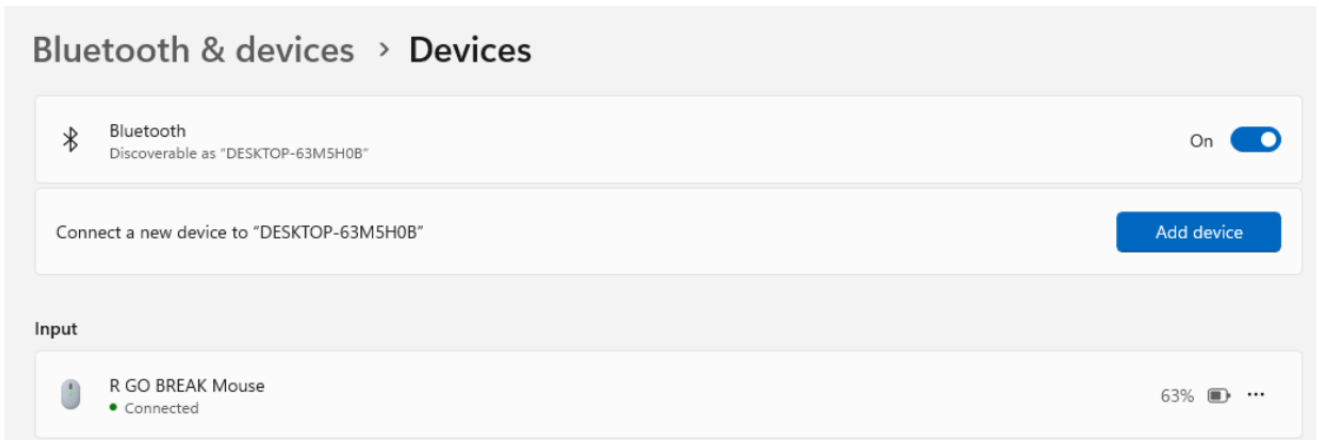 Bluetooth & devices > Devices
Bluetooth
Discoverable as "DESKTOP-63M5H0B"
On
Connect a new device to “DESKTOP-63M5H0B”
Add device
Input
R GO BREAK Mouse
Connected
63%